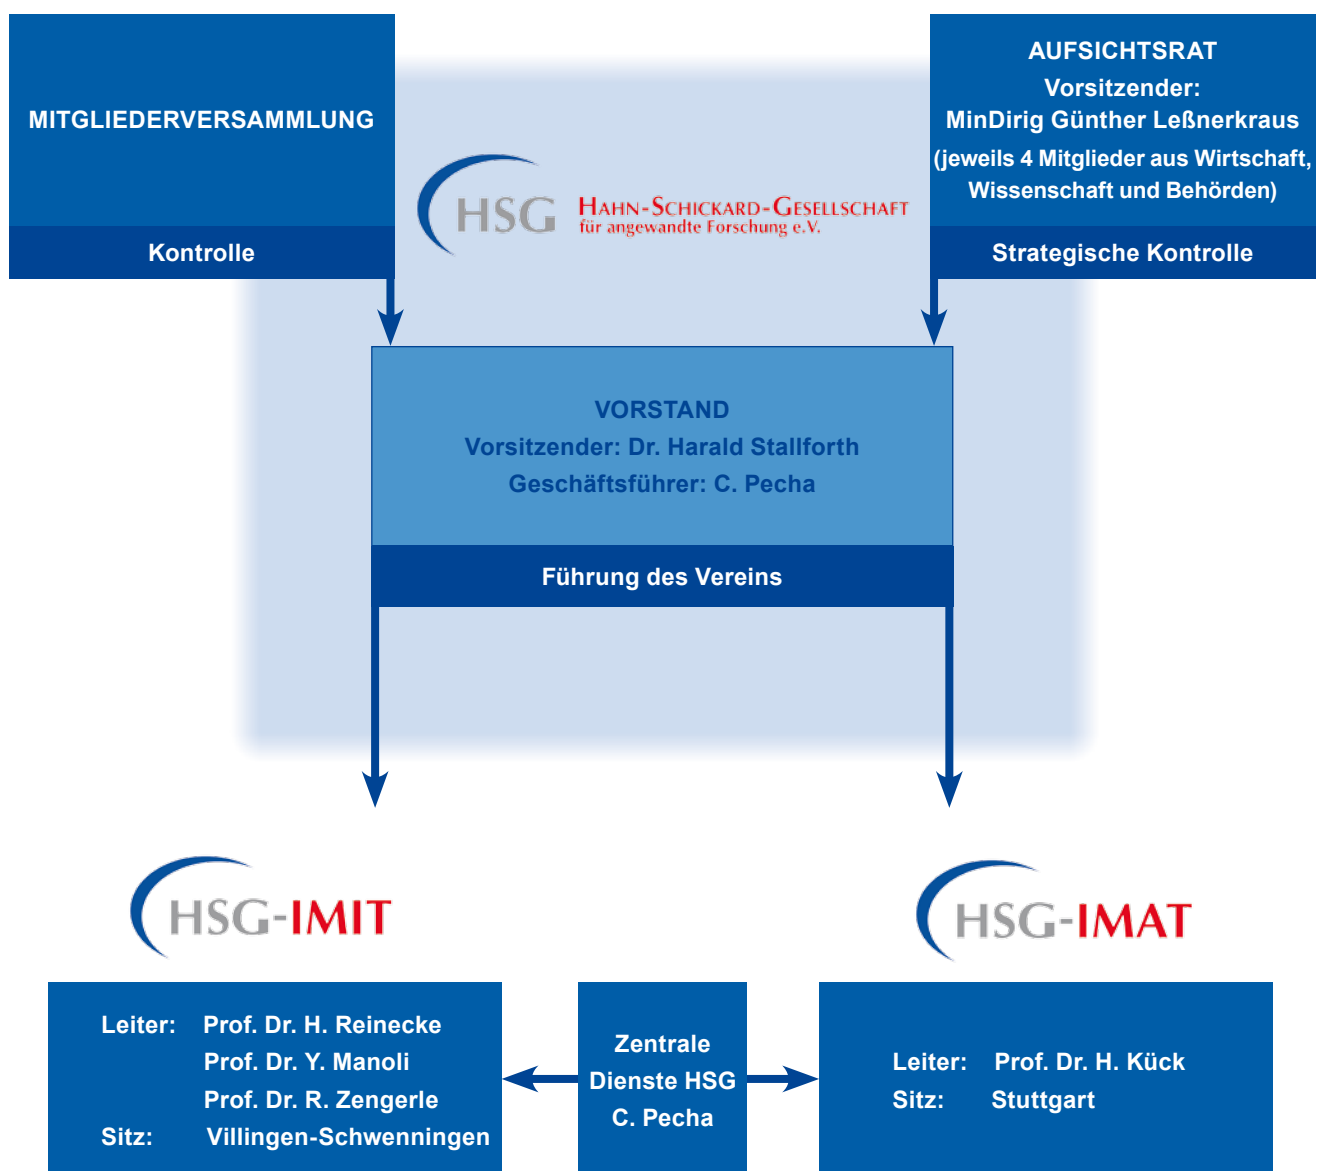 MITGLIEDERVERSAMMLUNG
Kontrolle
AUFSICHTSRAT
Vorsitzender:
MinDirig Günther Leßnerkraus
(jeweils 4 Mitglieder aus Wirtschaft,
Wissenschaft und Behörden)
Strategische Kontrolle
HSG HAHN-SCHICKARD-GESELLSCHAFT
für angewandte Forschung e.V.
VORSTAND
Vorsitzender: Dr. Harald Stallforth
Geschäftsführer: C. Pecha
Führung des Vereins
HSG-IMIT
HSG-IMAT
Leiter: Prof. Dr. H. Reinecke
Prof. Dr. Y. Manoli
Prof. Dr. R. Zengerle
Sitz: Villingen-Schwenningen
Zentrale
Dienste HSG
C. Pecha
Leiter: Prof. Dr. H. Kück
Sitz: Stuttgart